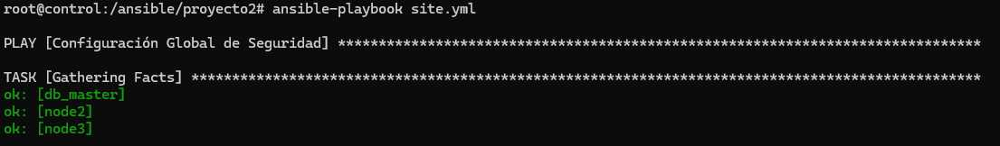 root@control:/ansible/proyecto2# ansible-playbook site.yml
PLAY [Configuración Global de Seguridad] *******************************************************************************
TASK [Gathering Facts] *************************************************************************************************
ok: [db_master]
ok: [node2]
ok: [node3]